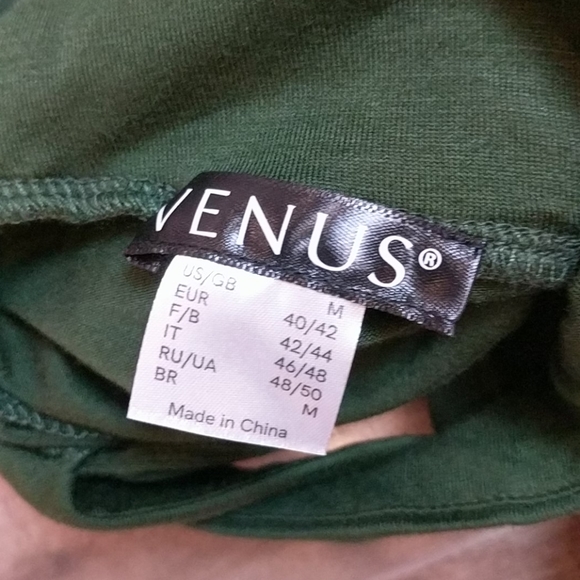 VENUS®
US/GB M
EUR 40/42
F/B 42/44
IT 46/48
RU/UA 48/50
BR M
Made in China